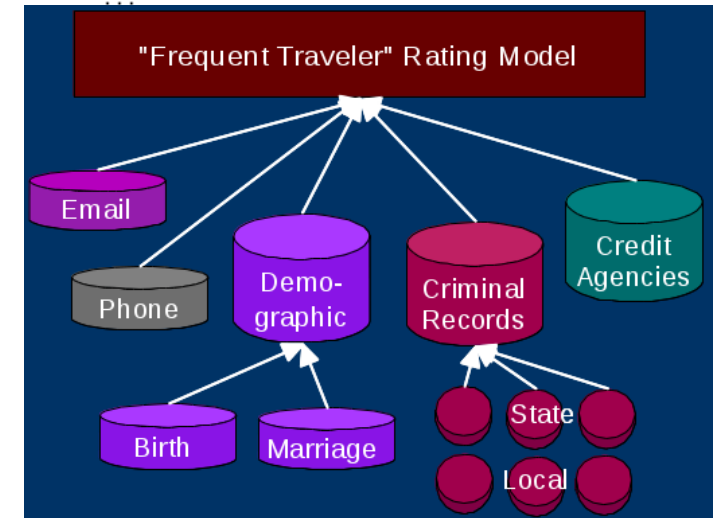 ...
"Frequent Traveler" Rating Model
Email
Phone
Demo-
graphic
Criminal
Records
Credit
Agencies
Birth
Marriage
State
Local